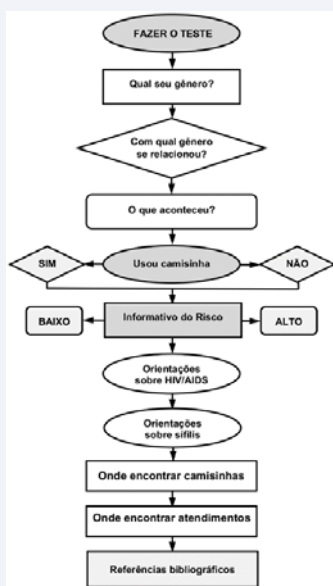 FAZER O TESTE
Qual seu gênero?
Com qual gênero
se relacionou?
O que aconteceu?
SIM
Usou camisinha
NÃO
BAIXO
Informativo do Risco
ALTO
Orientações
sobre HIV/AIDS
Orientações
sobre sífilis
Onde encontrar camisinhas
Onde encontrar atendimentos
Referências bibliográficos